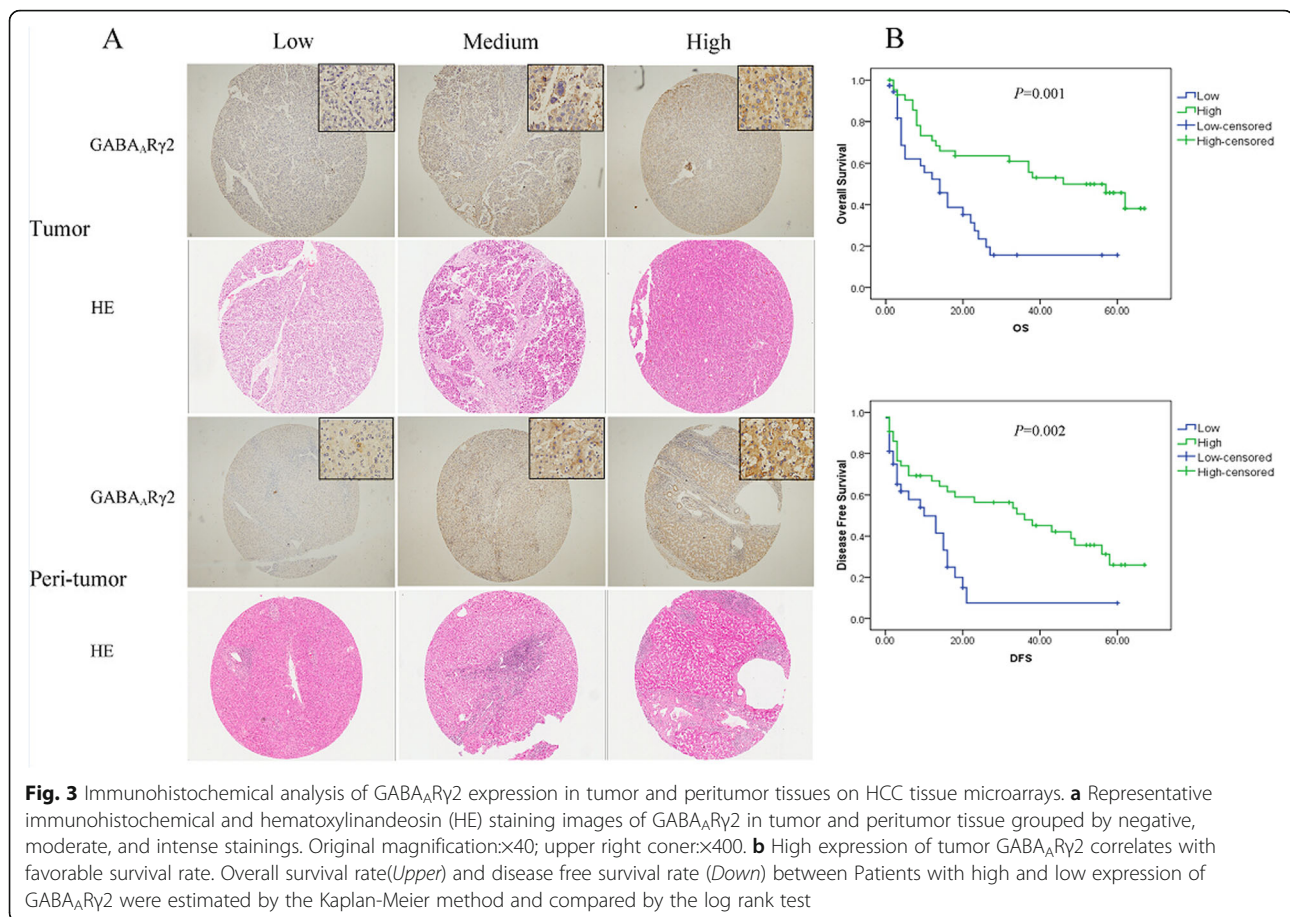 A
Low Medium High
GABA_ARγ2
Tumor
HE
GABA_ARγ2
Peri-tumor
HE
B
P=0.001
Low
High
Low-censored
High-censored
Overall Survival
1.0
0.8
0.6
0.4
0.2
0.0
0.00 20.00 40.00 60.00
OS
P=0.002
Low
High
Low-censored
High-censored
Disease Free Survival
1.0
0.8
0.6
0.4
0.2
0.0
0.00 20.00 40.00 60.00
DFS
Fig. 3 Immunohistochemical analysis of GABA_ARγ2 expression in tumor and peritumor tissues on HCC tissue microarrays. a Representative
immunohistochemical and hematoxylinandeosin (HE) staining images of GABA_ARγ2 in tumor and peritumor tissue grouped by negative,
moderate, and intense stainings. Original magnification:×40; upper right coner:×400. b High expression of tumor GABA_ARγ2 correlates with
favorable survival rate. Overall survival rate(Upper) and disease free survival rate (Down) between Patients with high and low expression of
GABA_ARγ2 were estimated by the Kaplan-Meier method and compared by the log rank test